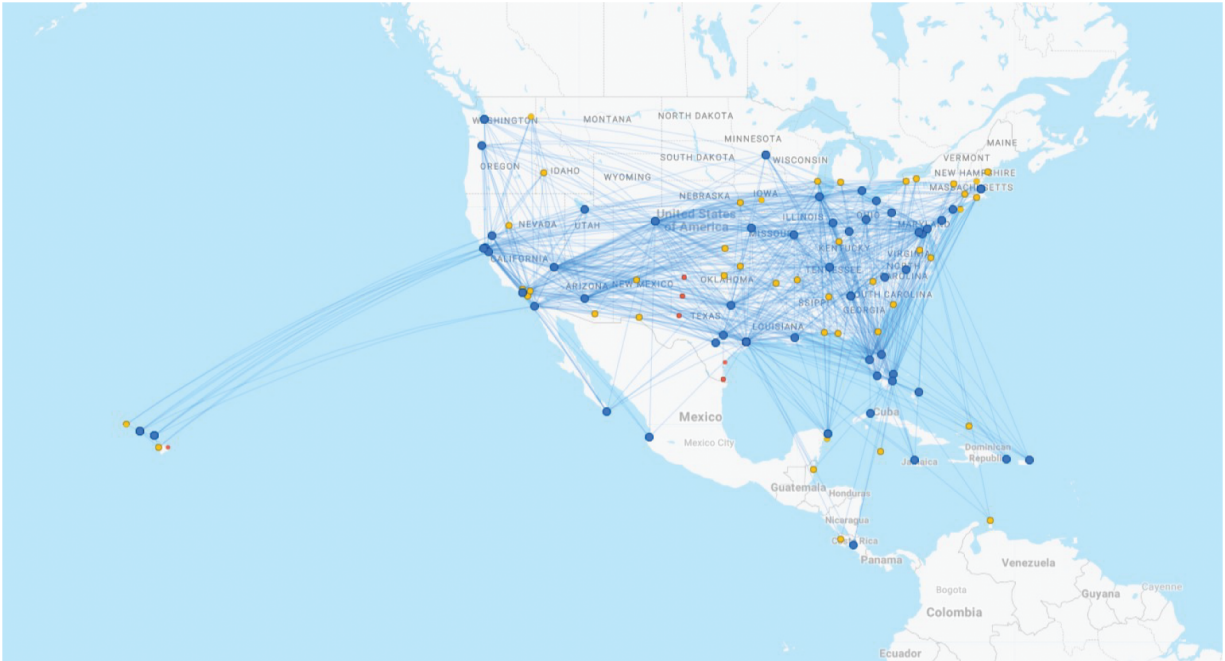 WASHINGTON
MONTANA
NORTH DAKOTA
MINNESOTA
MAINE
OREGON
IDAHO
SOUTH DAKOTA
WISCONSIN
VERMONT
WYOMING
NEW HAMPSHIRE
MASSACHUSETTS
NEBRASKA
IOWA
United States
of America
NEVADA
UTAH
ILLINOIS
OHIO
MARYLAND
MISSOURI
KENTUCKY
VIRGINIA
CALIFORNIA
TENNESSEE
NORTH
CAROLINA
ARIZONA
NEW MEXICO
OKLAHOMA
SSIPP
SOUTH CAROLINA
TEXAS
GEORGIA
LOUISIANA
Mexico
Mexico City
Cuba
Jamaica
Dominican
Republic
Guatemala
Honduras
Nicaragua
Costa Rica
Panama
Venezuela
Bogota
Guyana
Cayenne
Colombia
Ecuador